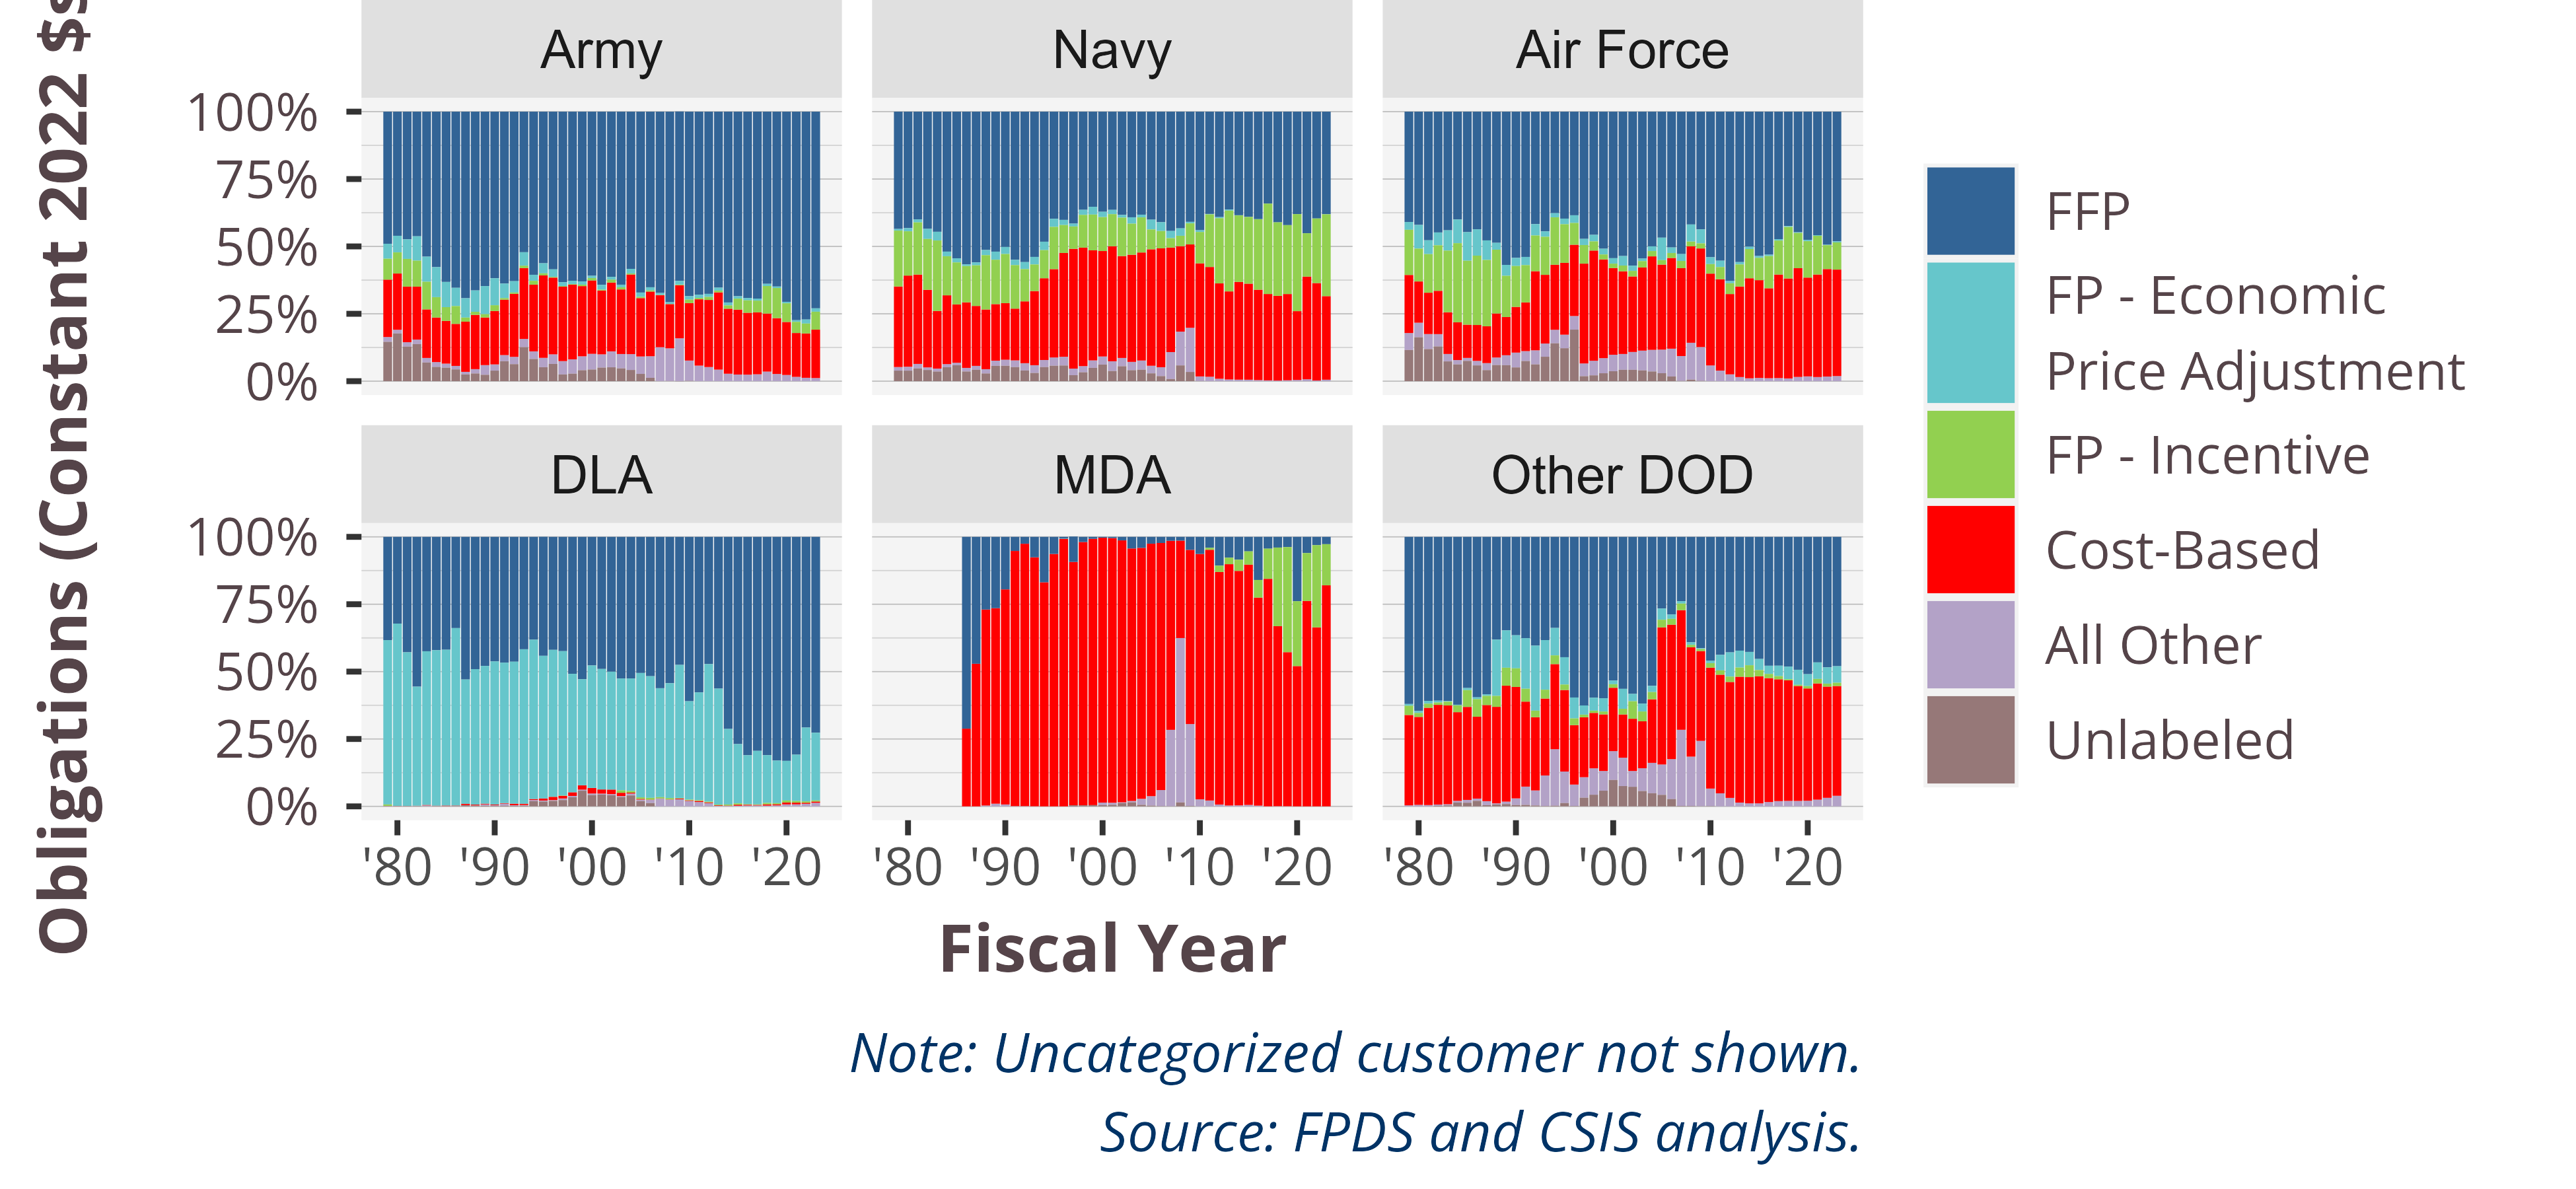 Obligations (Constant 2022 $s
Army
Navy
Air Force
100%
75%
50%
25%
0%
DLA
MDA
Other DOD
100%
75%
50%
25%
0%
'80 '90 '00 '10 '20
'80 '90 '00 '10 '20
'80 '90 '00 '10 '20
Fiscal Year
FFP
FP - Economic
Price Adjustment
FP - Incentive
Cost-Based
All Other
Unlabeled
Note: Uncategorized customer not shown.
Source: FPDS and CSIS analysis.